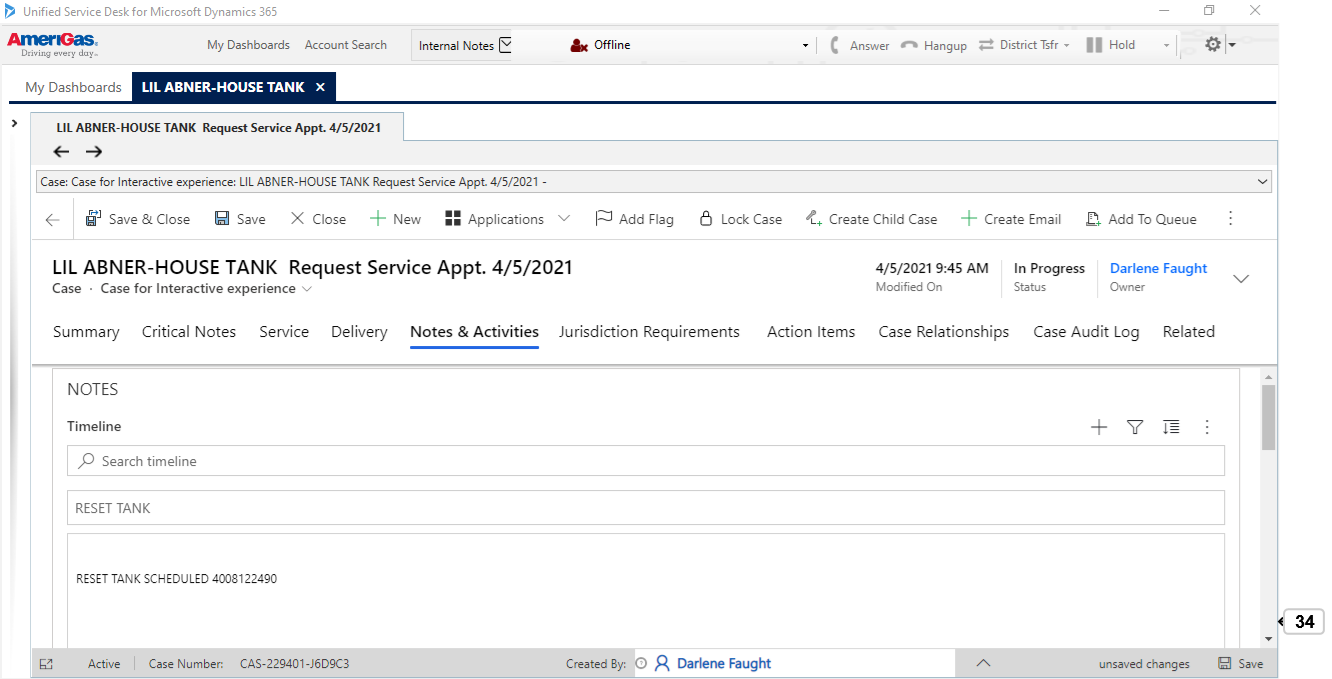 Unified Service Desk for Microsoft Dynamics 365
AmeriGas.
Driving every day™
My Dashboards Account Search Internal Notes Offline Answer Hangup District Tsfr Hold
My Dashboards LIL ABNER-HOUSE TANK ×
LIL ABNER-HOUSE TANK Request Service Appt. 4/5/2021
Case: Case for Interactive experience: LIL ABNER-HOUSE TANK Request Service Appt. 4/5/2021 -
Save & Close Save Close New Applications Add Flag Lock Case Create Child Case Create Email Add To Queue
LIL ABNER-HOUSE TANK Request Service Appt. 4/5/2021
Case · Case for Interactive experience
4/5/2021 9:45 AM In Progress Darlene Faught
Modified On Status Owner
Summary Critical Notes Service Delivery Notes & Activities Jurisdiction Requirements Action Items Case Relationships Case Audit Log Related
NOTES
Timeline
Search timeline
RESET TANK
RESET TANK SCHEDULED 4008122490
34
Active Case Number: CAS-229401-J6D9C3 Created By: Darlene Faught unsaved changes Save